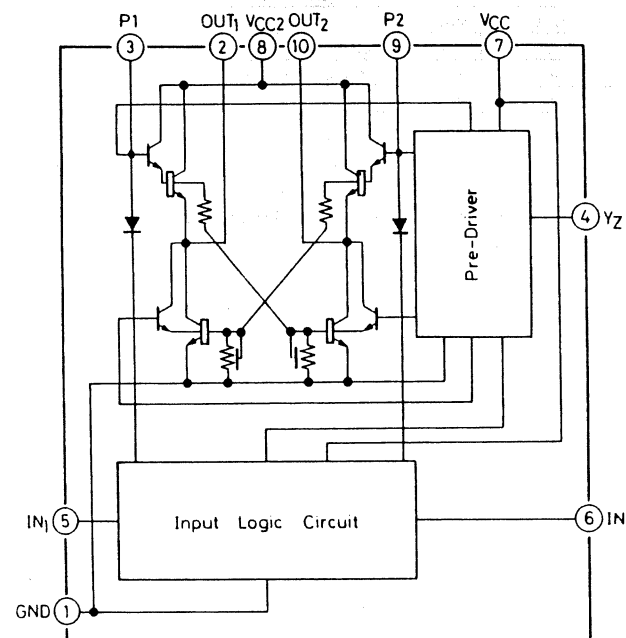 P1 OUT1 VCC2 OUT2 P2 VCC
3 2 8 10 9 7
Pre-Driver
4 YZ
IN1 5
Input Logic Circuit
6 IN
GND 1